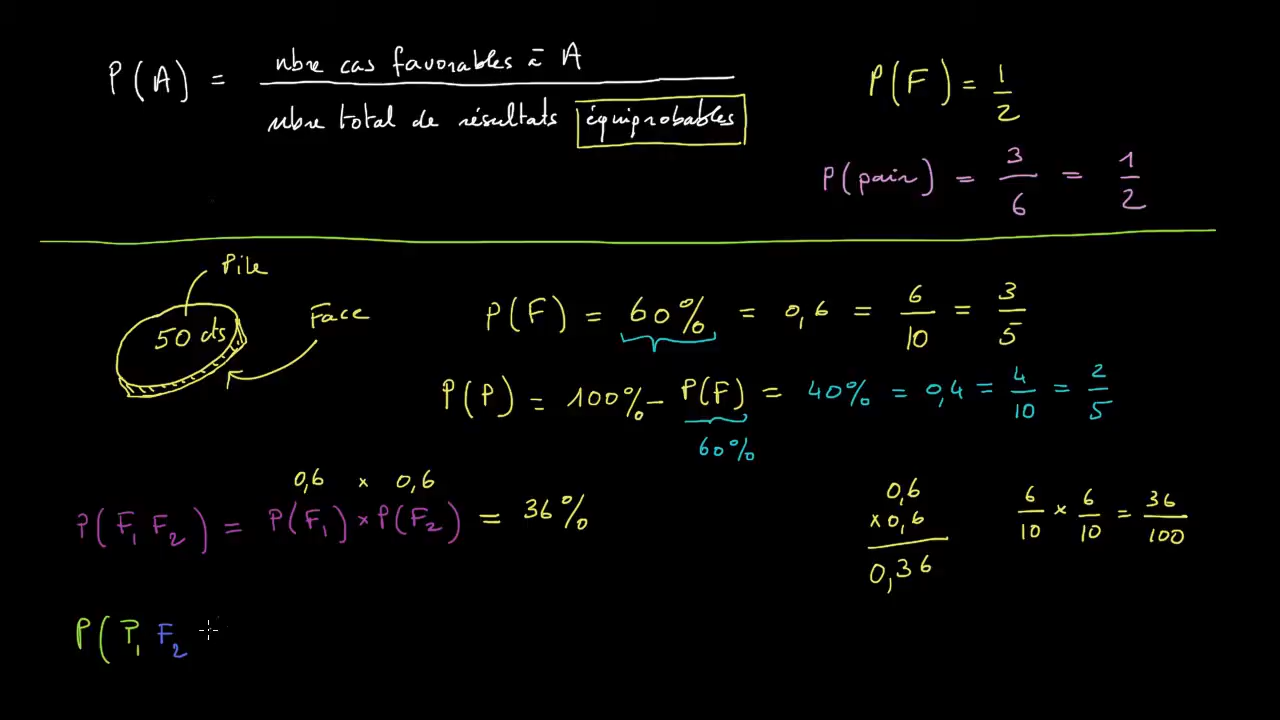 P(A) = nbre cas favorables à A / nbre total de résultats équiprobables
P(F) = 1/2
P(pair) = 3/6 = 1/2
Pile
50 cts
Face
P(F) = 60% = 0,6 = 6/10 = 3/5
P(P) = 100% - P(F) = 40% = 0,4 = 4/10 = 2/5
60%
0,6 × 0,6
P(F₁ F₂) = P(F₁) × P(F₂) = 36%
0,6
× 0,6
0,36
6/10 × 6/10 = 36/100
P(P₁ F₂